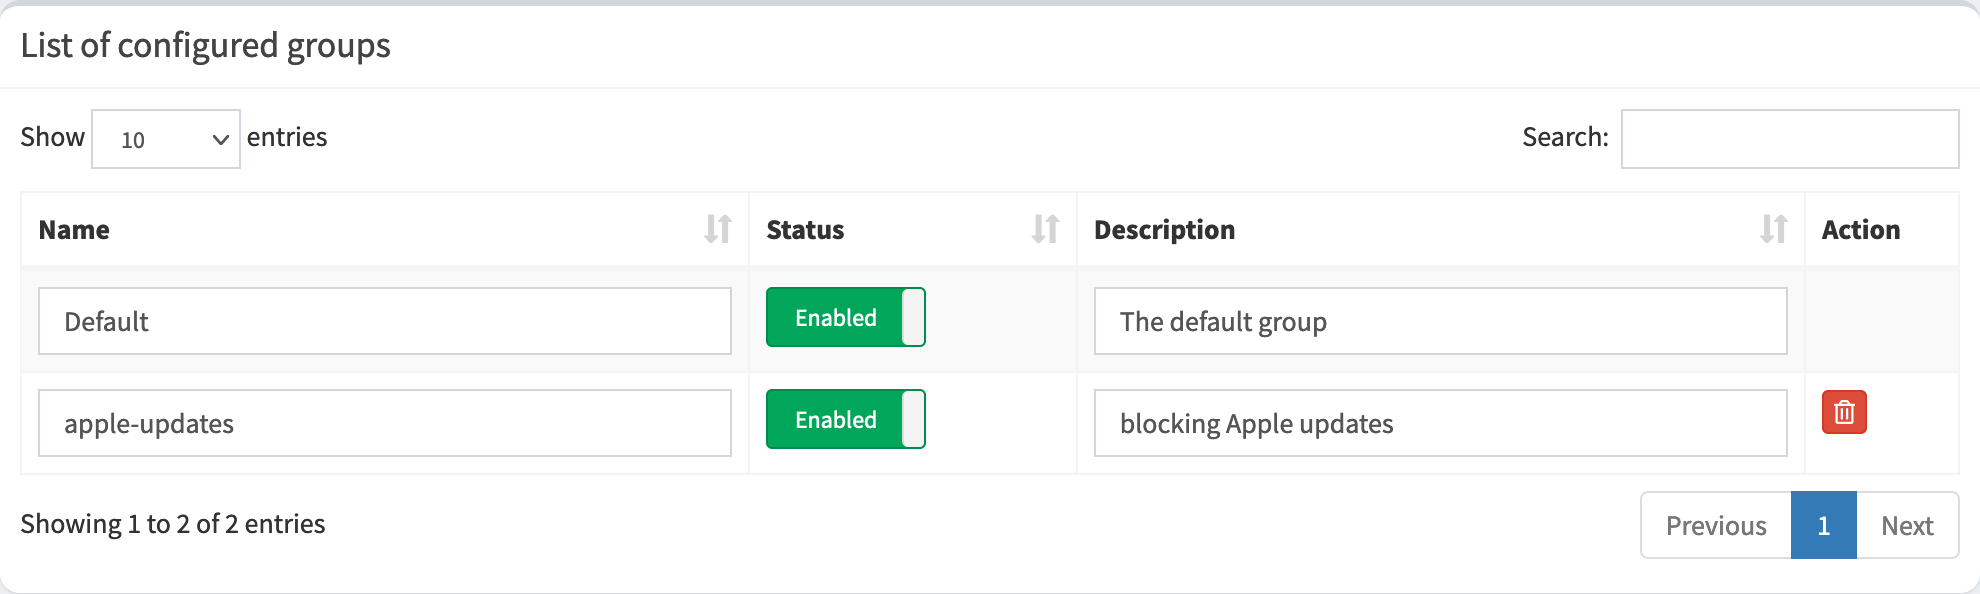 List of configured groups
Show 10 entries
Search:
Name Status Description Action
Default Enabled The default group
apple-updates Enabled blocking Apple updates
Showing 1 to 2 of 2 entries
Previous 1 Next